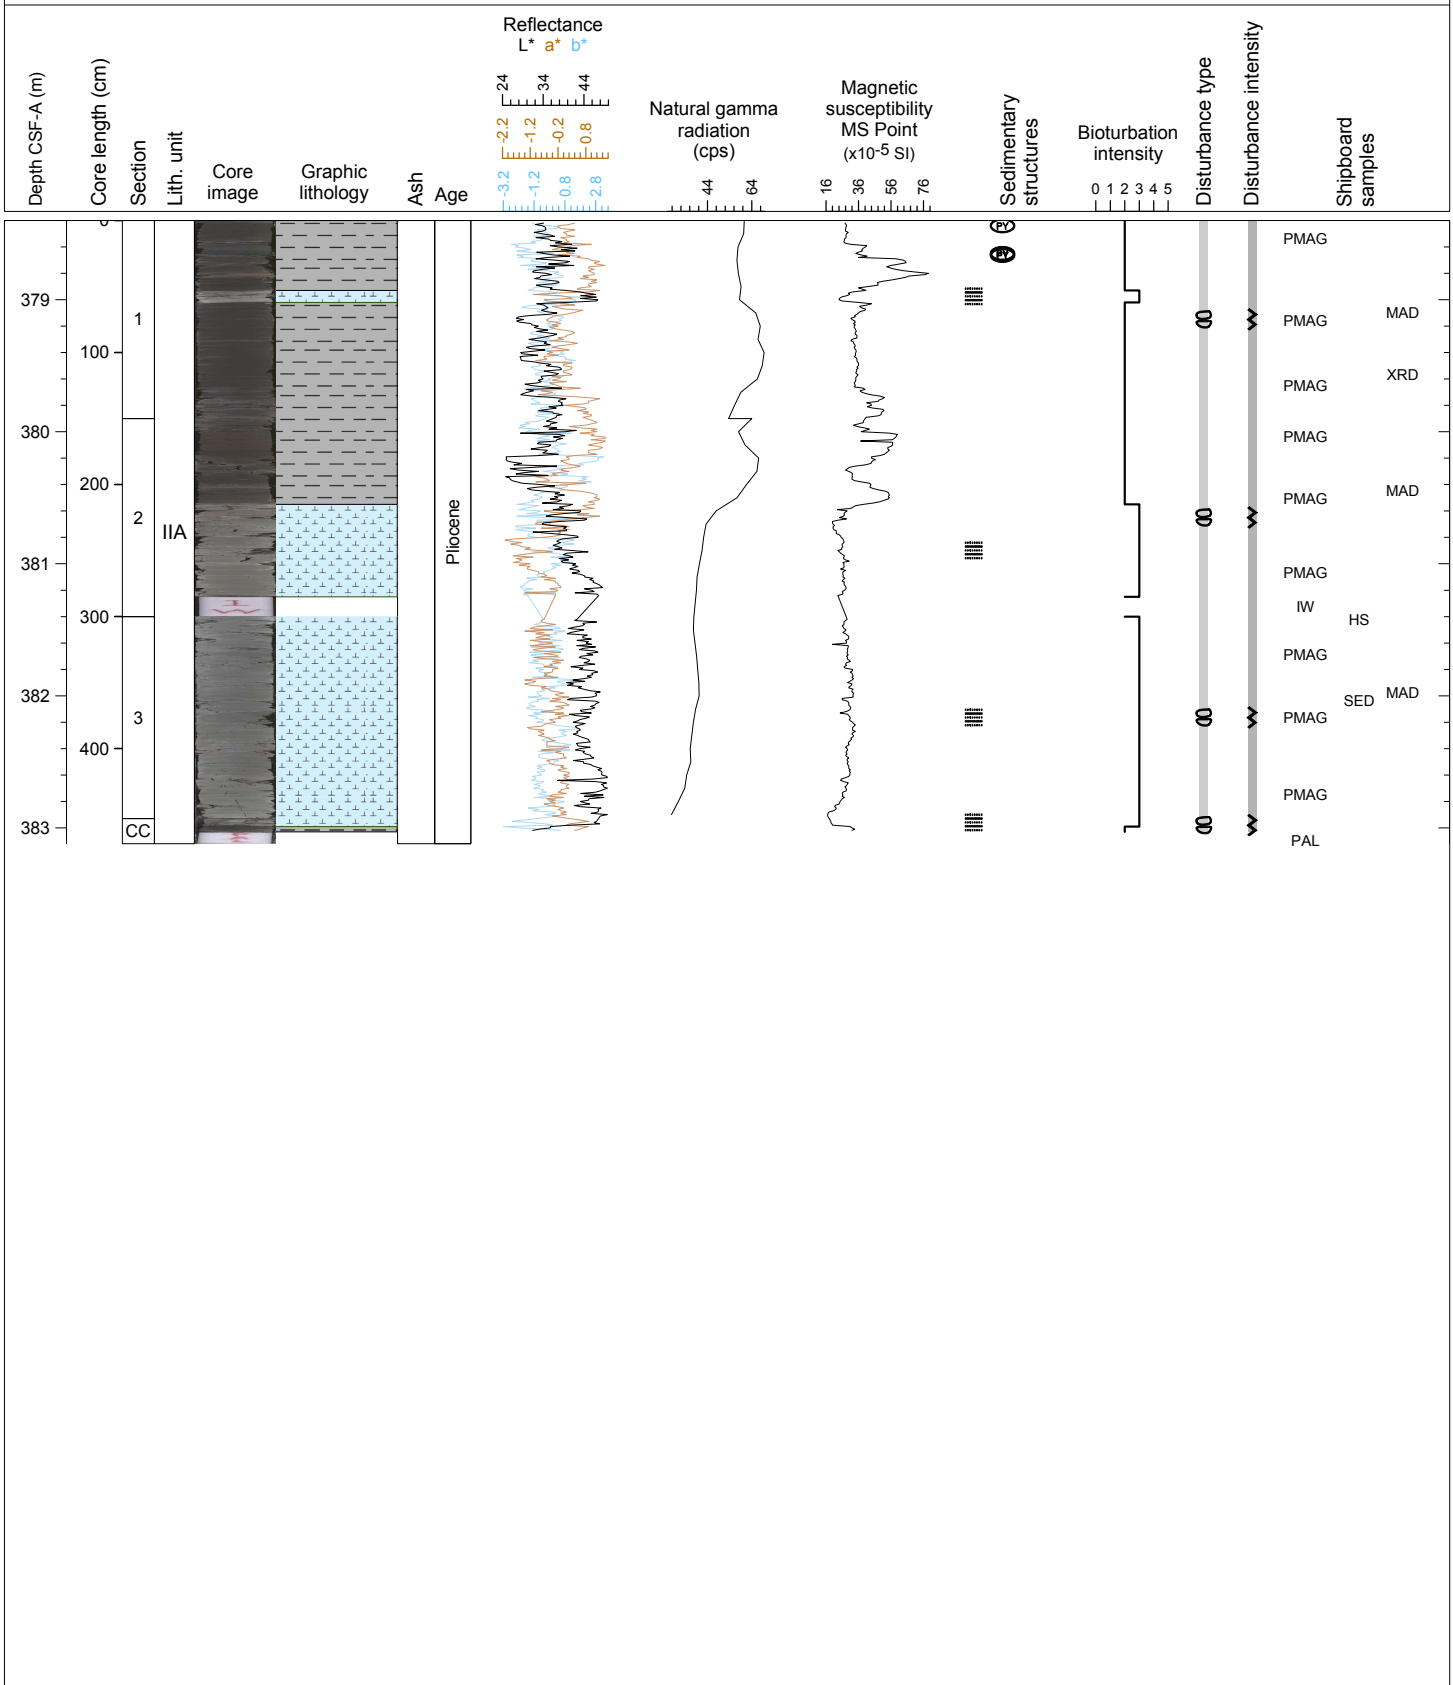 Depth CSF-A (m)
Core length (cm)
Section
Lith. unit
Core
image
Graphic
lithology
Ash
Age
Reflectance
L* a* b*
24 34 44
-2.2 -1.2 -0.2 0.8
-3.2 -1.2 0.8 2.8
Natural gamma
radiation
(cps)
44 64
Magnetic
susceptibility
MS Point
(x10-5 SI)
16 36 56 76
Sedimentary
structures
Bioturbation
intensity
0 1 2 3 4 5
Disturbance type
Disturbance intensity
Shipboard
samples
0
PY
PMAG
PY
379
1
MAD
PMAG
100
XRD
PMAG
380
PMAG
200
MAD
PMAG
2
IIA
Pliocene
381
PMAG
IW
300
HS
PMAG
382
MAD
SED
3
PMAG
400
PMAG
383
CC
PAL